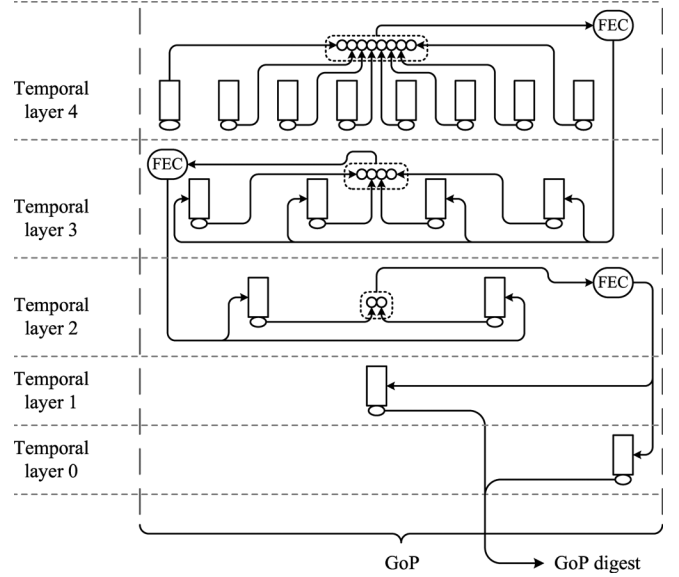 FEC
Temporal
layer 4
FEC
Temporal
layer 3
FEC
Temporal
layer 2
Temporal
layer 1
Temporal
layer 0
GoP
GoP digest